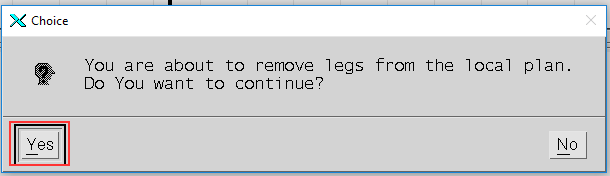 Choice
You are about to remove legs from the local plan.
Do You want to continue?
Yes
No